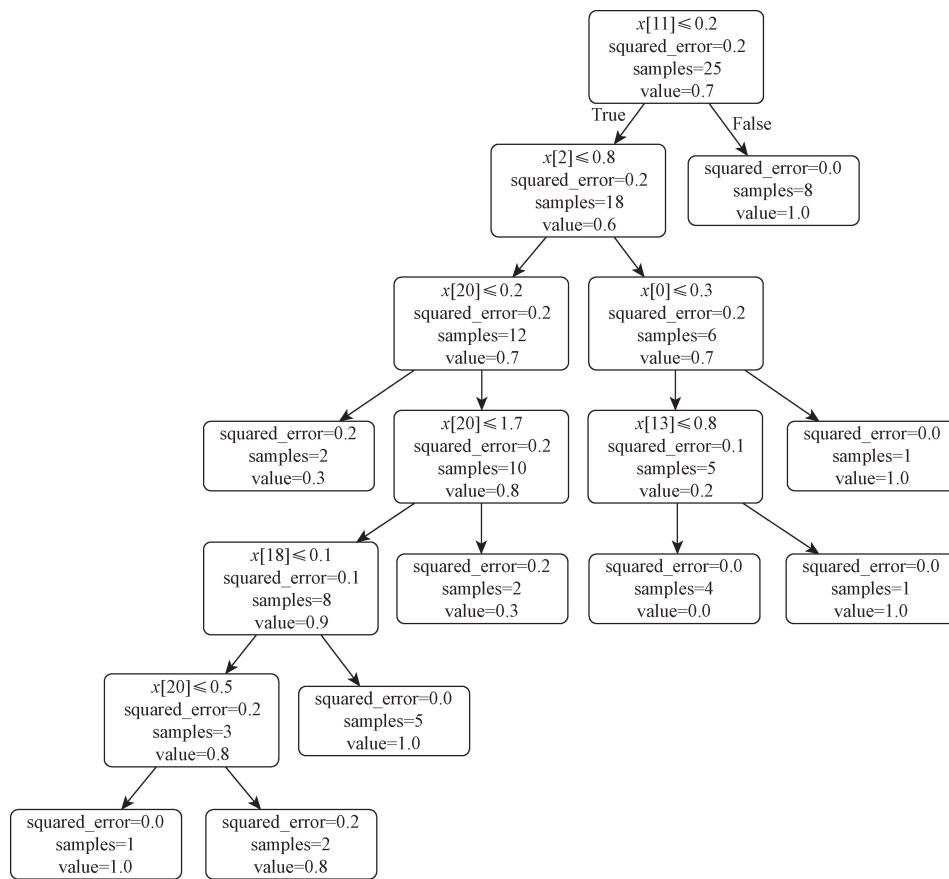 x[11]⩽0.2
squared_error=0.2
samples=25
value=0.7
True
False
x[2]⩽0.8
squared_error=0.2
samples=18
value=0.6
squared_error=0.0
samples=8
value=1.0
x[20]⩽0.2
squared_error=0.2
samples=12
value=0.7
x[0]⩽0.3
squared_error=0.2
samples=6
value=0.7
squared_error=0.2
samples=2
value=0.3
x[20]⩽1.7
squared_error=0.2
samples=10
value=0.8
x[13]⩽0.8
squared_error=0.1
samples=5
value=0.2
squared_error=0.0
samples=1
value=1.0
x[18]⩽0.1
squared_error=0.1
samples=8
value=0.9
squared_error=0.2
samples=2
value=0.3
squared_error=0.0
samples=4
value=0.0
squared_error=0.0
samples=1
value=1.0
x[20]⩽0.5
squared_error=0.2
samples=3
value=0.8
squared_error=0.0
samples=5
value=1.0
squared_error=0.0
samples=1
value=1.0
squared_error=0.2
samples=2
value=0.8